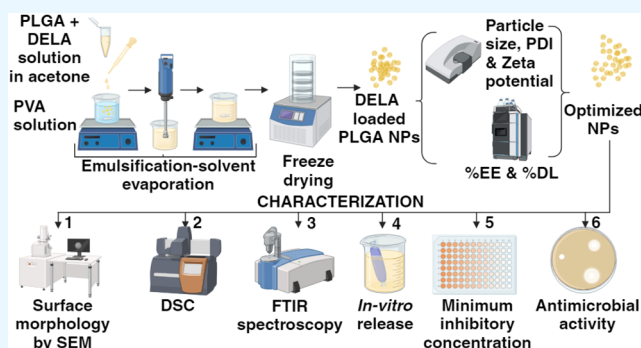 PLGA +
DELA
solution
in acetone
PVA
solution
Emulsification-solvent
evaporation
Freeze
drying
DELA
loaded
PLGA NPs
Particle
size, PDI
& Zeta
potential
%EE & %DL
Optimized
NPs
CHARACTERIZATION
1
2
3
4
5
6
Surface
morphology
by SEM
DSC
FTIR
spectroscopy
In-vitro
release
Minimum
inhibitory
concentration
Antimicrobial
activity